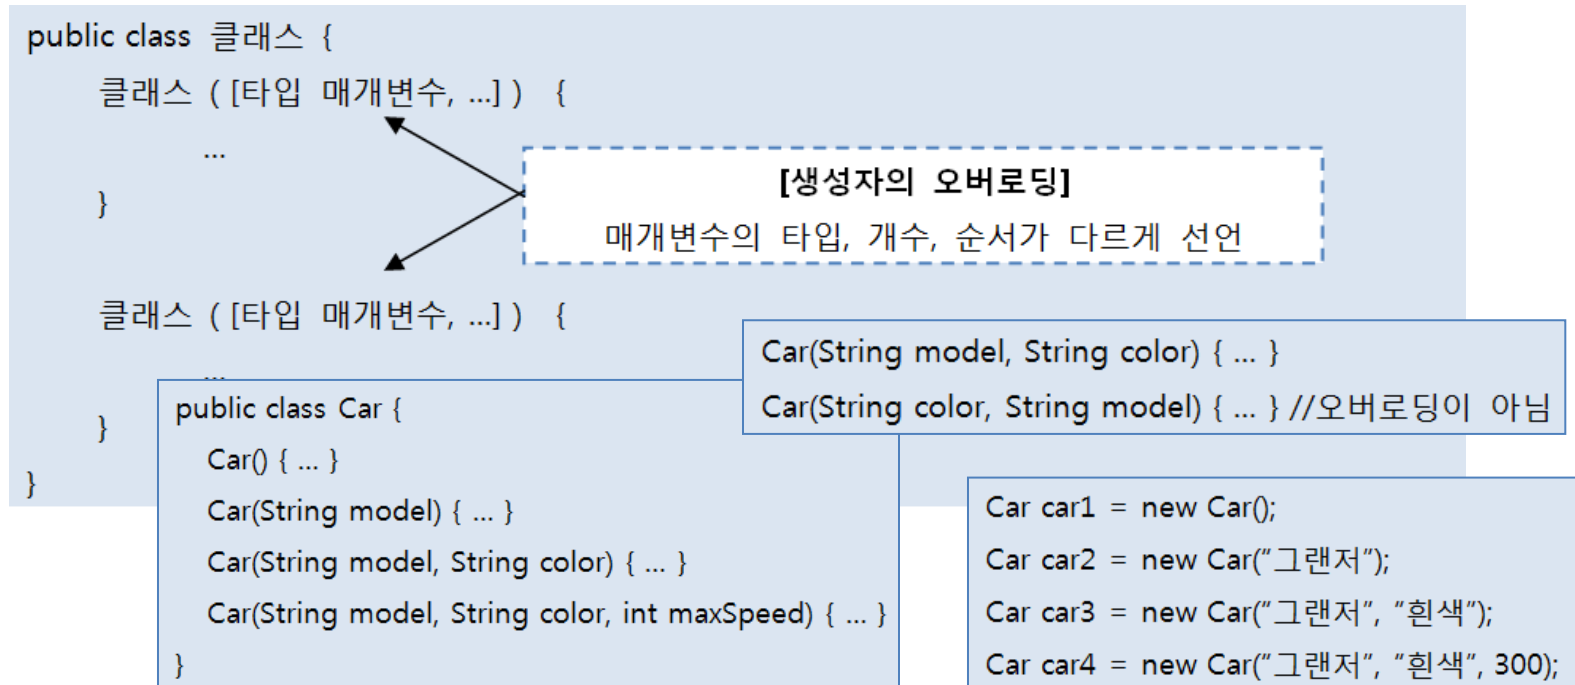 public class 클래스 {
클래스 ( [타입 매개변수, ...] ) {
...
}
[생성자의 오버로딩]
매개변수의 타입, 개수, 순서가 다르게 선언
클래스 ( [타입 매개변수, ...] ) {
...
}
}
Car(String model, String color) { ... }
Car(String color, String model) { ... } //오버로딩이 아님
public class Car {
Car() { ... }
Car(String model) { ... }
Car(String model, String color) { ... }
Car(String model, String color, int maxSpeed) { ... }
}
Car car1 = new Car();
Car car2 = new Car("그랜저");
Car car3 = new Car("그랜저", "흰색");
Car car4 = new Car("그랜저", "흰색", 300);